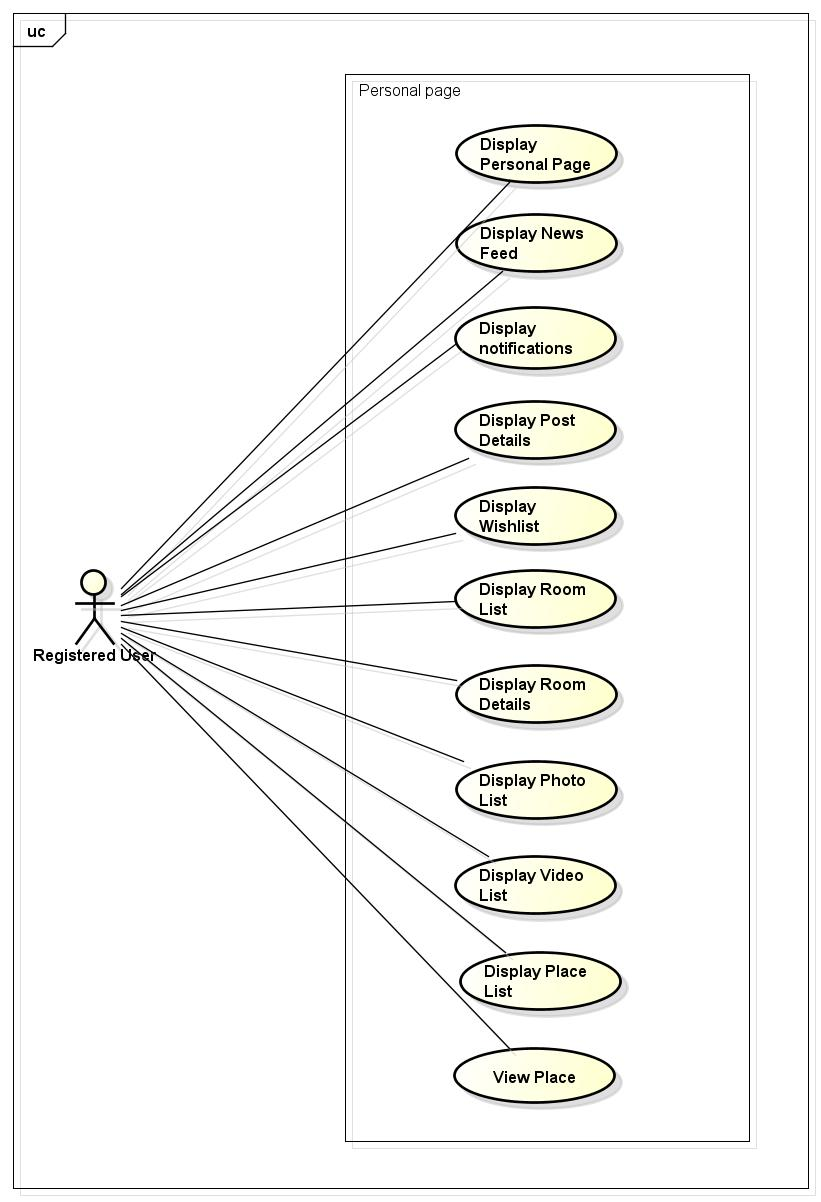 uc
Personal page
Display
Personal Page
Display News
Feed
Display
notifications
Display Post
Details
Display
Wishlist
Display Room
List
Registered User
Display Room
Details
Display Photo
List
Display Video
List
Display Place
List
View Place